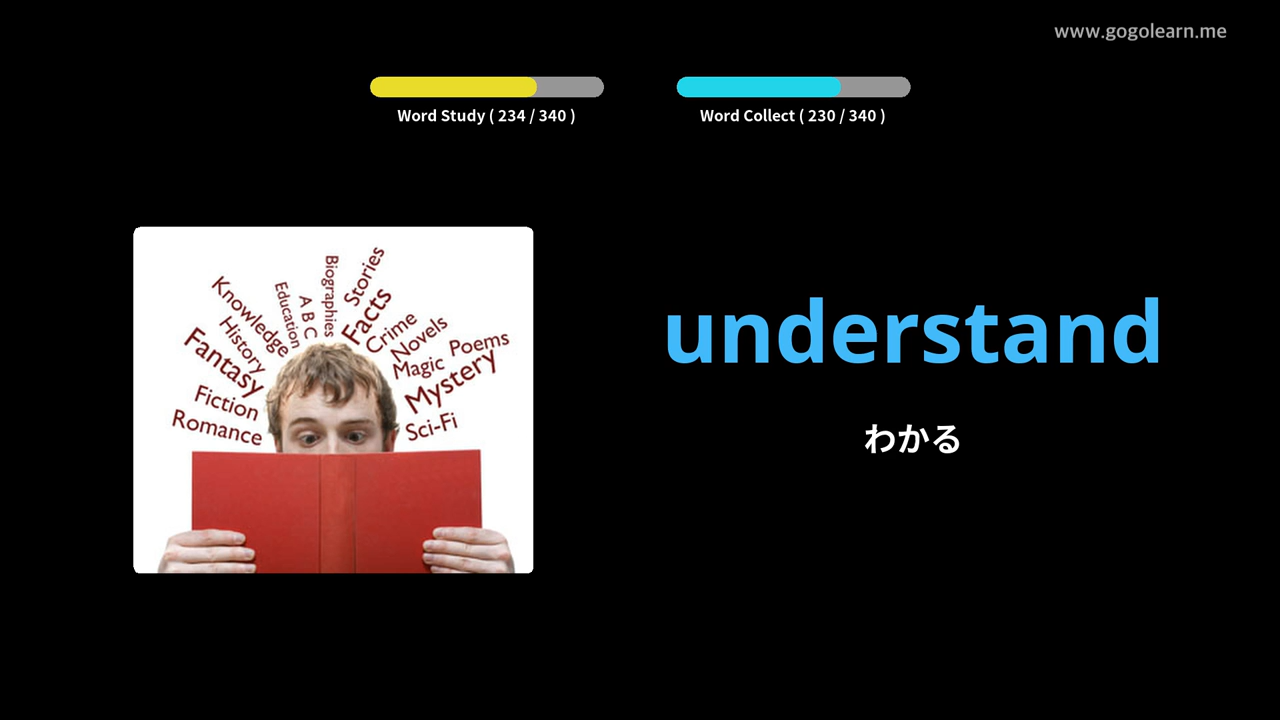 www.gogolearn.me
Word Study ( 234 / 340 )
Word Collect ( 230 / 340 )
Knowledge
Education
A B C
Biographies
Stories
Facts
History
Crime
Novels
Fantasy
Magic
Poems
Mystery
Fiction
Romance
Sci-Fi
understand
わかる